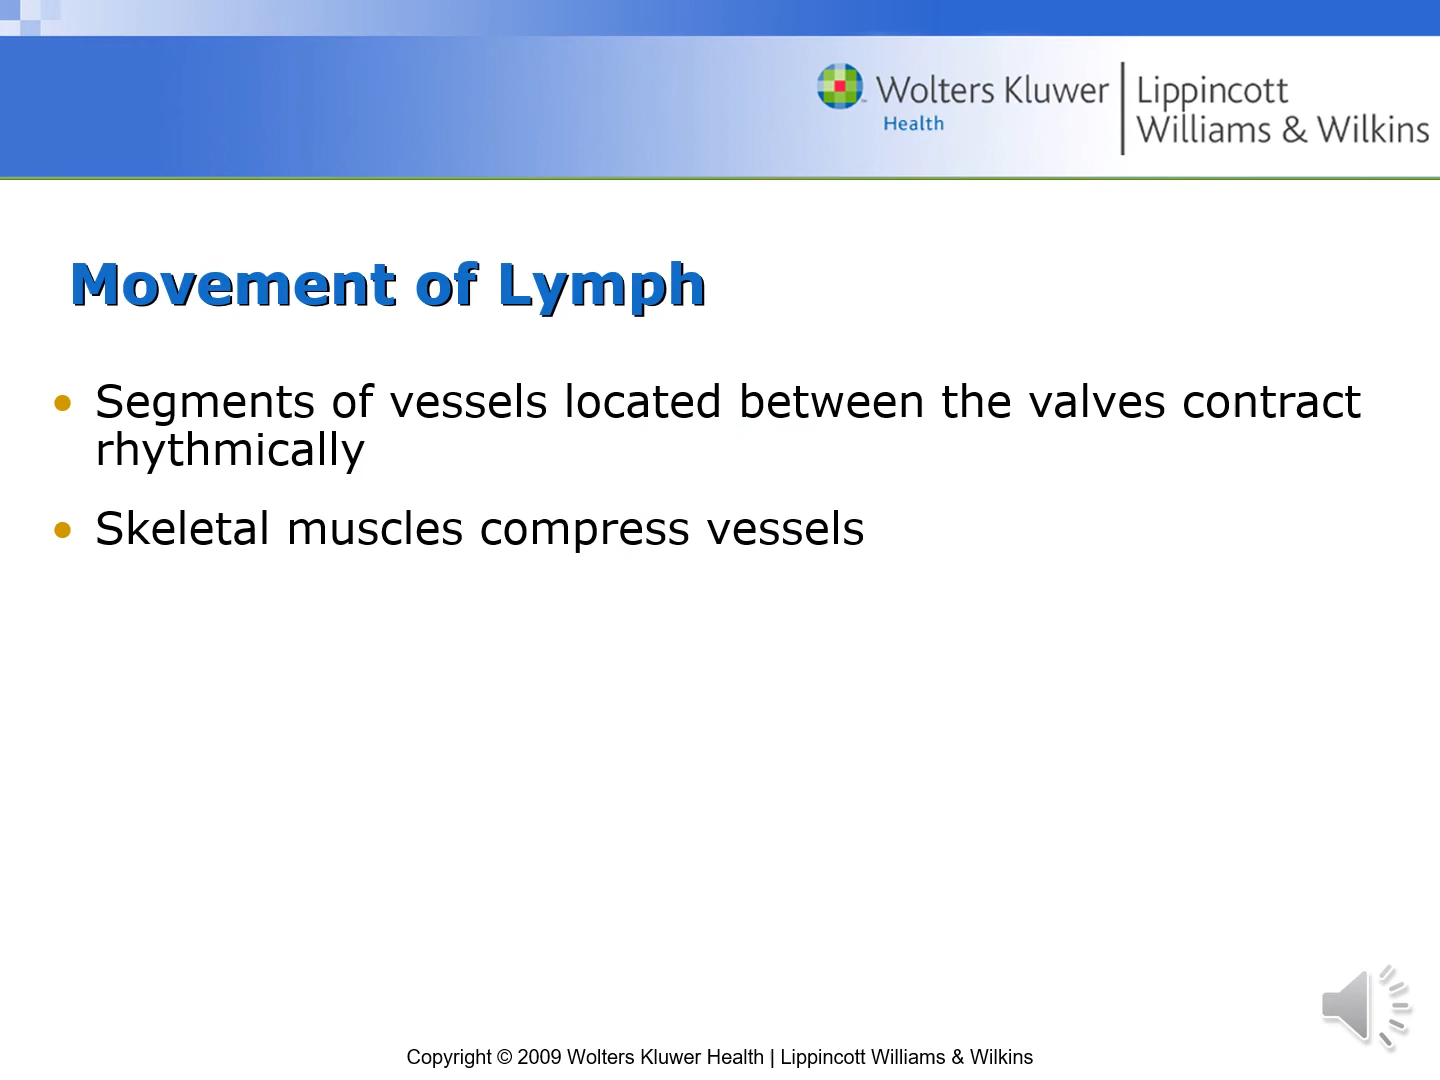 Wolters Kluwer
Health
Lippincott
Williams & Wilkins
Movement of Lymph
• Segments of vessels located between the valves contract
rhythmically
• Skeletal muscles compress vessels
Copyright © 2009 Wolters Kluwer Health | Lippincott Williams & Wilkins